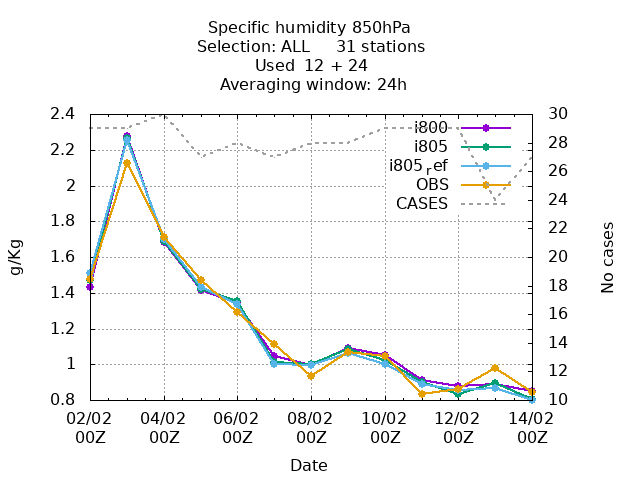 Specific humidity 850hPa
Selection: ALL 31 stations
Used 12 + 24
Averaging window: 24h
2.4
2.2
2
1.8
1.6
1.4
1.2
1
0.8
g/Kg
30
28
26
24
22
20
18
16
14
12
10
No cases
i800
i805
i805ref
OBS
CASES
02/02 04/02 06/02 08/02 10/02 12/02 14/02
00Z 00Z 00Z 00Z 00Z 00Z 00Z
Date